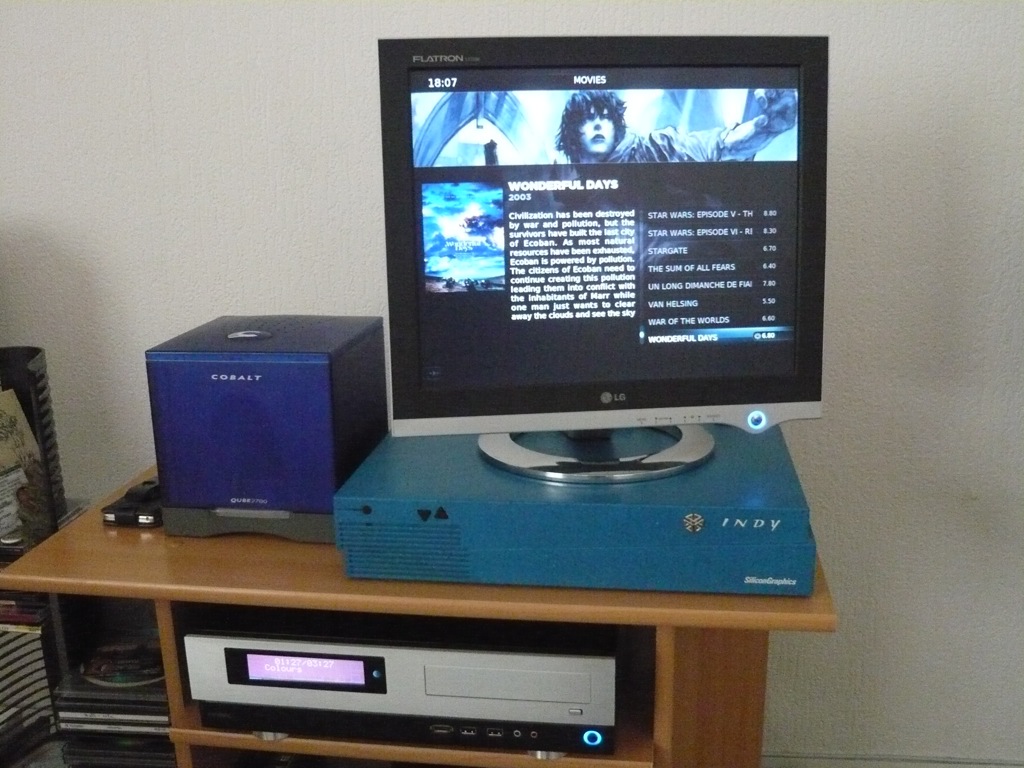 FLATRON
18:07
MOVIES
WONDERFUL DAYS
2003
Civilization has been destroyed
by war and pollution, but the
survivors have built the last city
of Ecoban. As most natural
resources have been exhausted,
Ecoban is powered by pollution.
The citizens of Ecoban need to
continue creating this pollution
leading them into conflict with
the inhabitants of Marr while
one man just wants to clear
away the clouds and see the sky
STAR WARS: EPISODE V - TH 8.80
STAR WARS: EPISODE VI - RE 8.30
STARGATE 6.70
THE SUM OF ALL FEARS 6.40
UN LONG DIMANCHE DE FIAI 7.80
VAN HELSING 5.50
WAR OF THE WORLDS 6.60
WONDERFUL DAYS 6.80
LG
COBALT
QUBE2700
INDY
SiliconGraphics
01:27/03:27
Colours